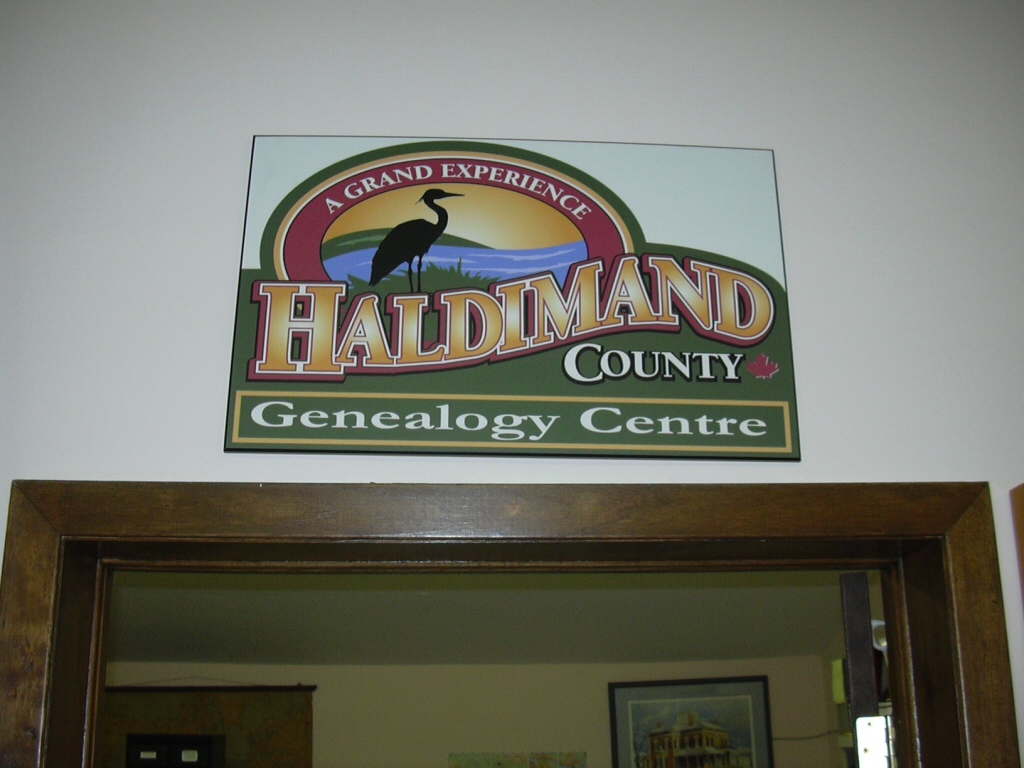 A GRAND EXPERIENCE
HALDIMAND
COUNTY
Genealogy Centre